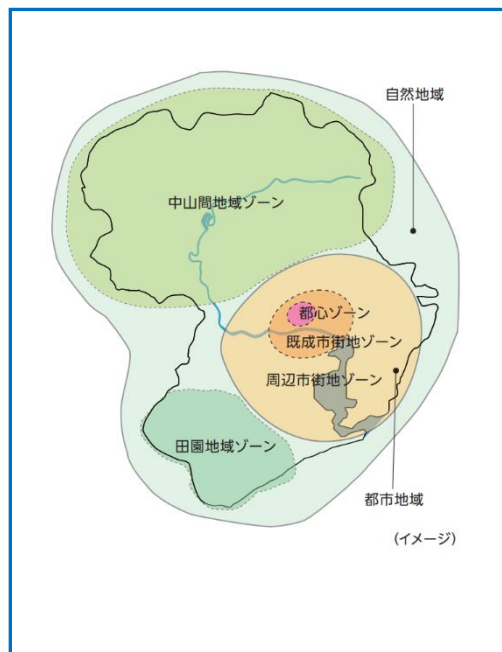 自然地域
中山間地域ゾーン
都心ゾーン
既成市街地ゾーン
周辺市街地ゾーン
田園地域ゾーン
都市地域
(イメージ)